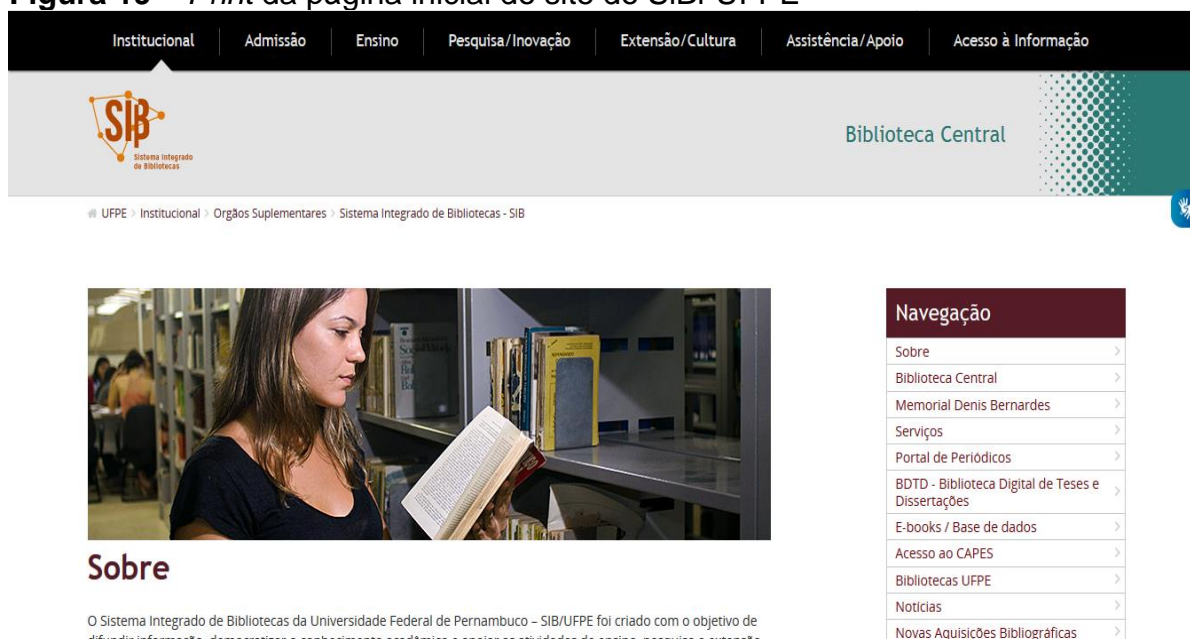 Institucional Admissão Ensino Pesquisa/Inovação Extensão/Cultura Assistência/Apoio Acesso à Informação
SIB
Sistema Integrado
de Bibliotecas
Biblioteca Central
UFPE > Institucional > Orgãos Suplementares > Sistema Integrado de Bibliotecas - SIB
Navegação
Sobre
Biblioteca Central
Memorial Denis Bernardes
Serviços
Portal de Periódicos
BDTD - Biblioteca Digital de Teses e
Dissertações
E-books / Base de dados
Acesso ao CAPES
Bibliotecas UFPE
Notícias
Novas Aquisições Bibliográficas
Sobre
O Sistema Integrado de Bibliotecas da Universidade Federal de Pernambuco – SIB/UFPE foi criado com o objetivo de